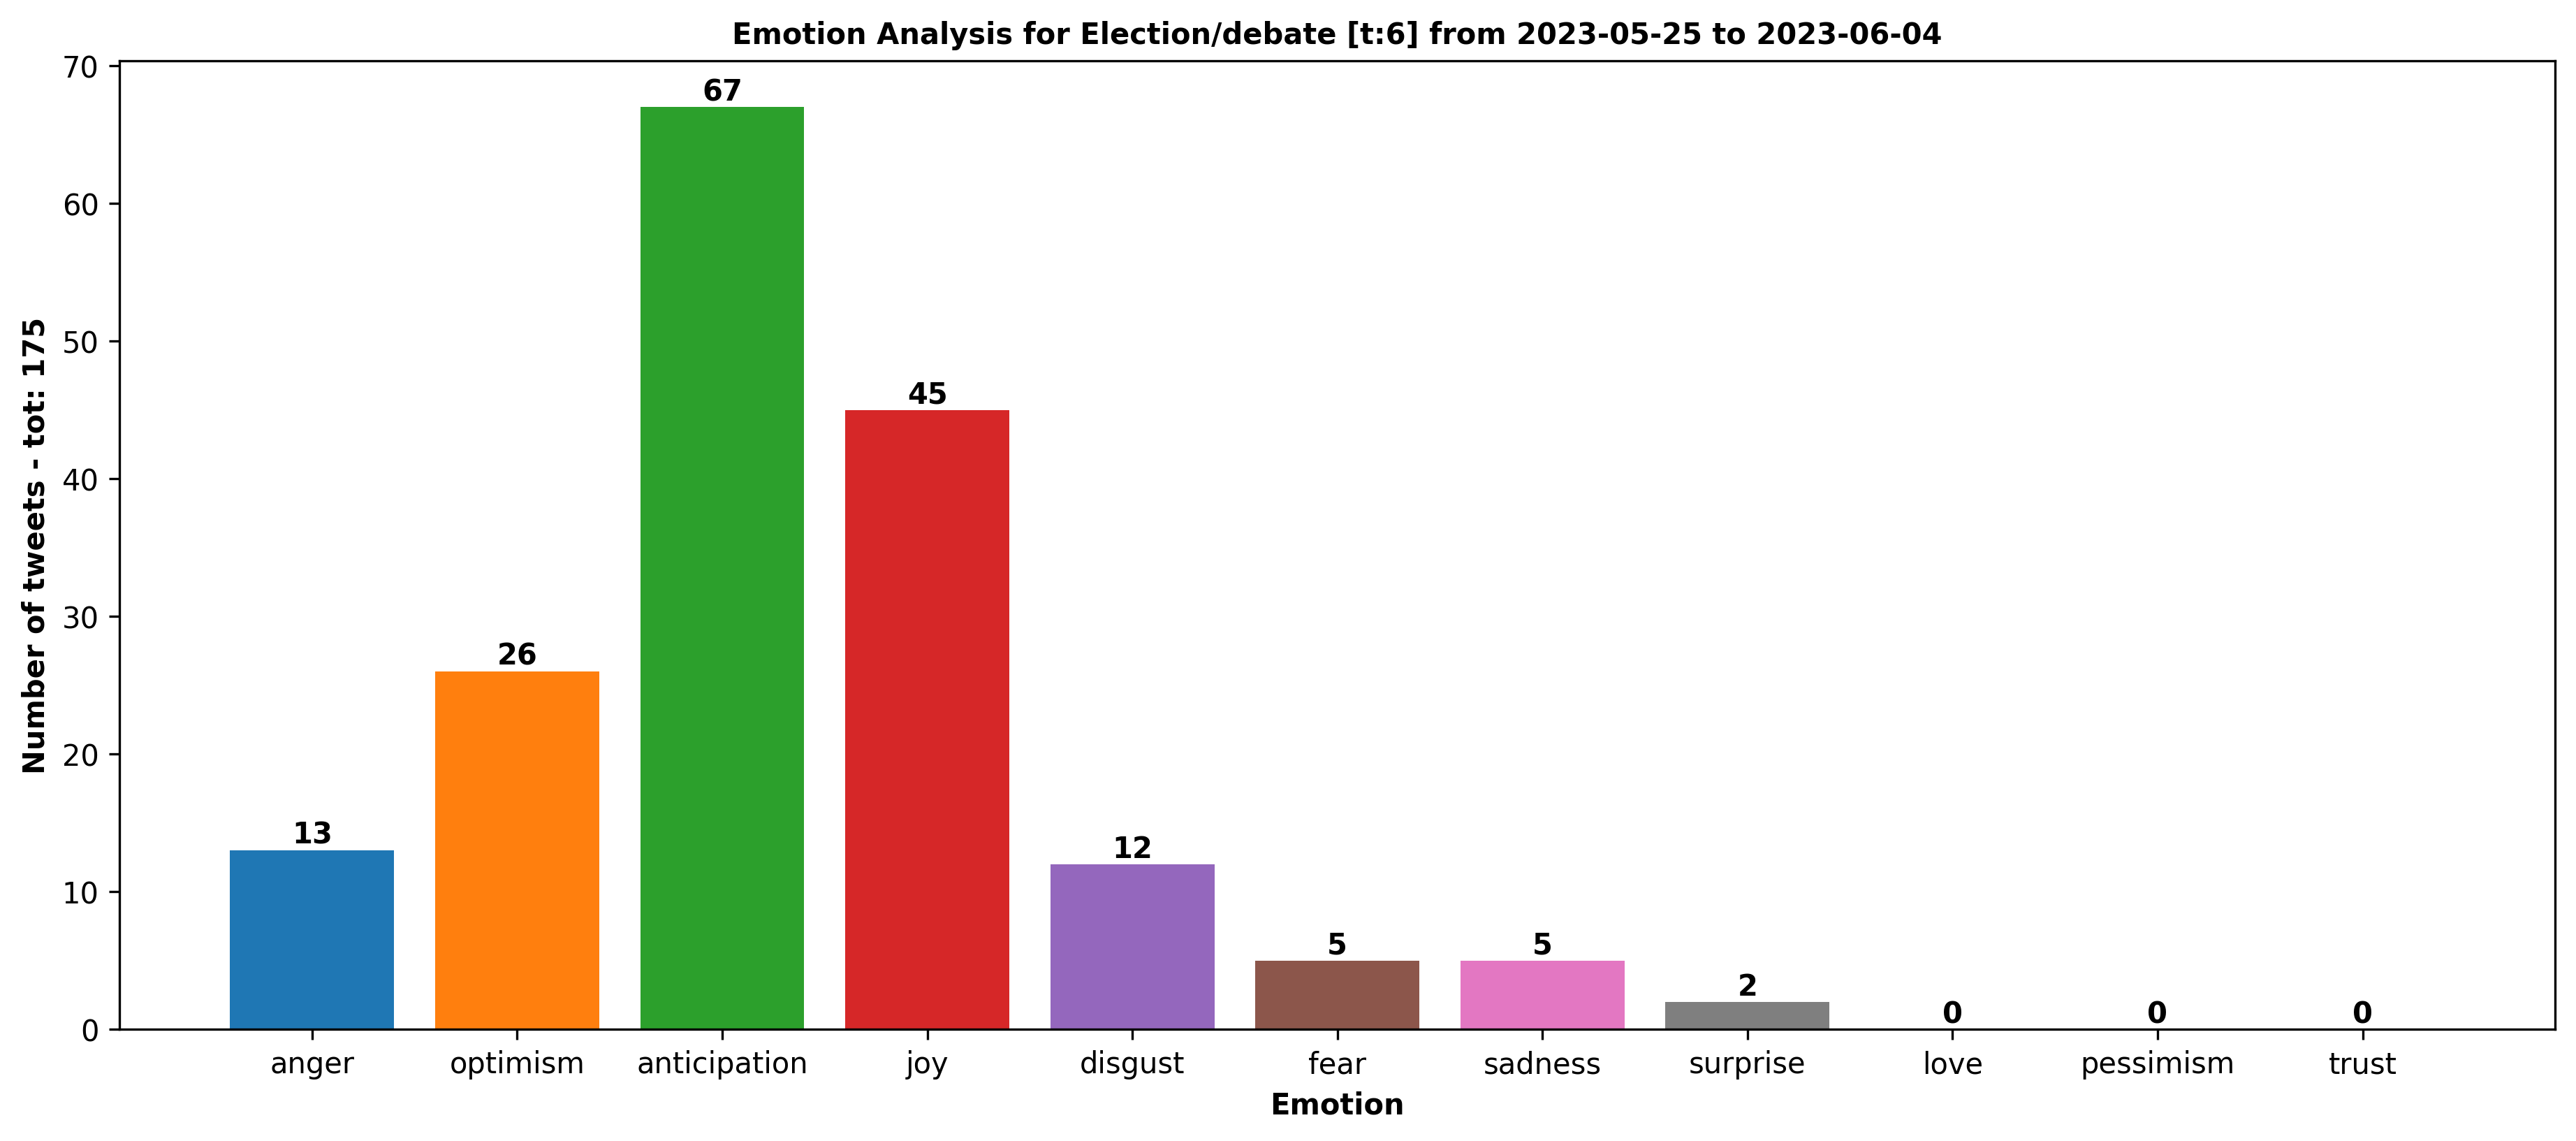 Emotion Analysis for Election/debate [t:6] from 2023-05-25 to 2023-06-04
Number of tweets - tot: 175
70
60
50
40
30
20
10
0
13
26
67
45
12
5
5
2
0
0
0
anger
optimism
anticipation
joy
disgust
fear
sadness
surprise
love
pessimism
trust
Emotion